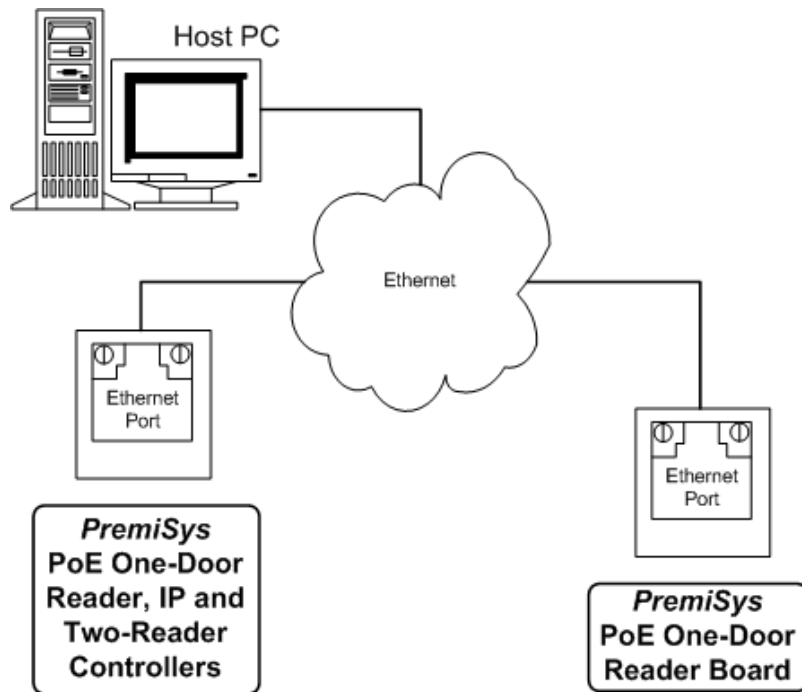 Host PC
Ethernet
Ethernet
Port
PremiSys
PoE One-Door
Reader, IP and
Two-Reader
Controllers
Ethernet
Port
PremiSys
PoE One-Door
Reader Board